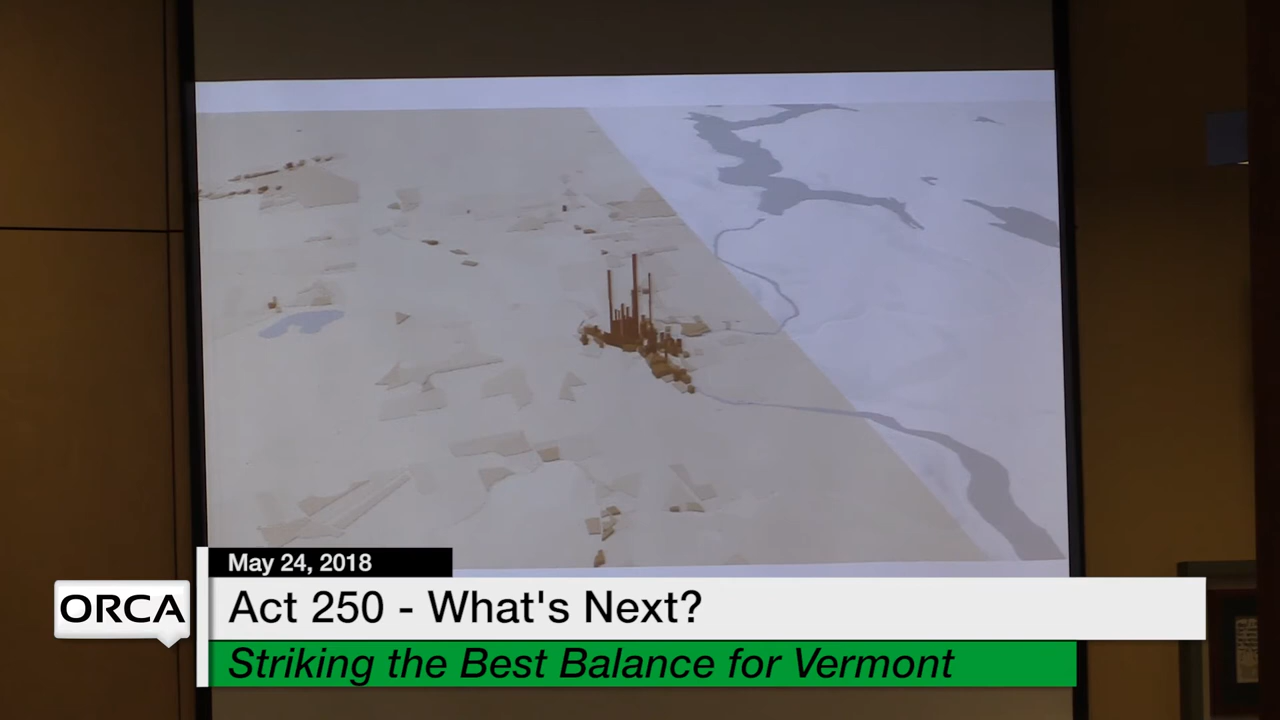 May 24, 2018
ORCA
Act 250 - What's Next?
Striking the Best Balance for Vermont